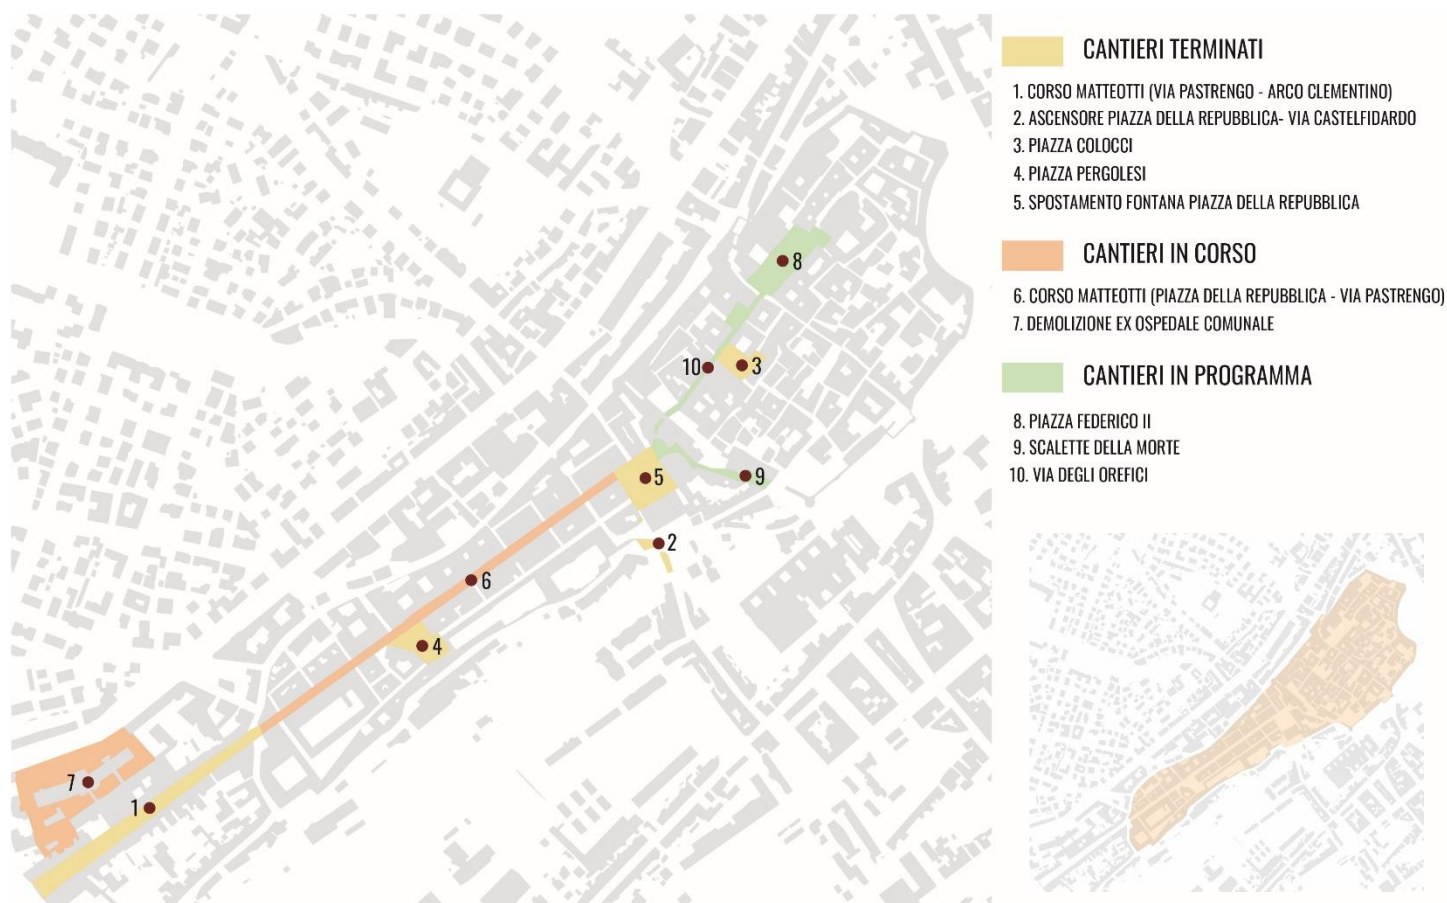 CANTIERI TERMINATI
1. CORSO MATTEOTTI (VIA PASTRENGO - ARCO CLEMENTINO)
2. ASCENSORE PIAZZA DELLA REPUBBLICA- VIA CASTELFIDARDO
3. PIAZZA COLOCCI
4. PIAZZA PERGOLESI
5. SPOSTAMENTO FONTANA PIAZZA DELLA REPUBBLICA
CANTIERI IN CORSO
6. CORSO MATTEOTTI (PIAZZA DELLA REPUBBLICA - VIA PASTRENGO)
7. DEMOLIZIONE EX OSPEDALE COMUNALE
CANTIERI IN PROGRAMMA
8. PIAZZA FEDERICO II
9. SCALETTE DELLA MORTE
10. VIA DEGLI OREFICI
8
10
3
5
9
2
6
4
7
1